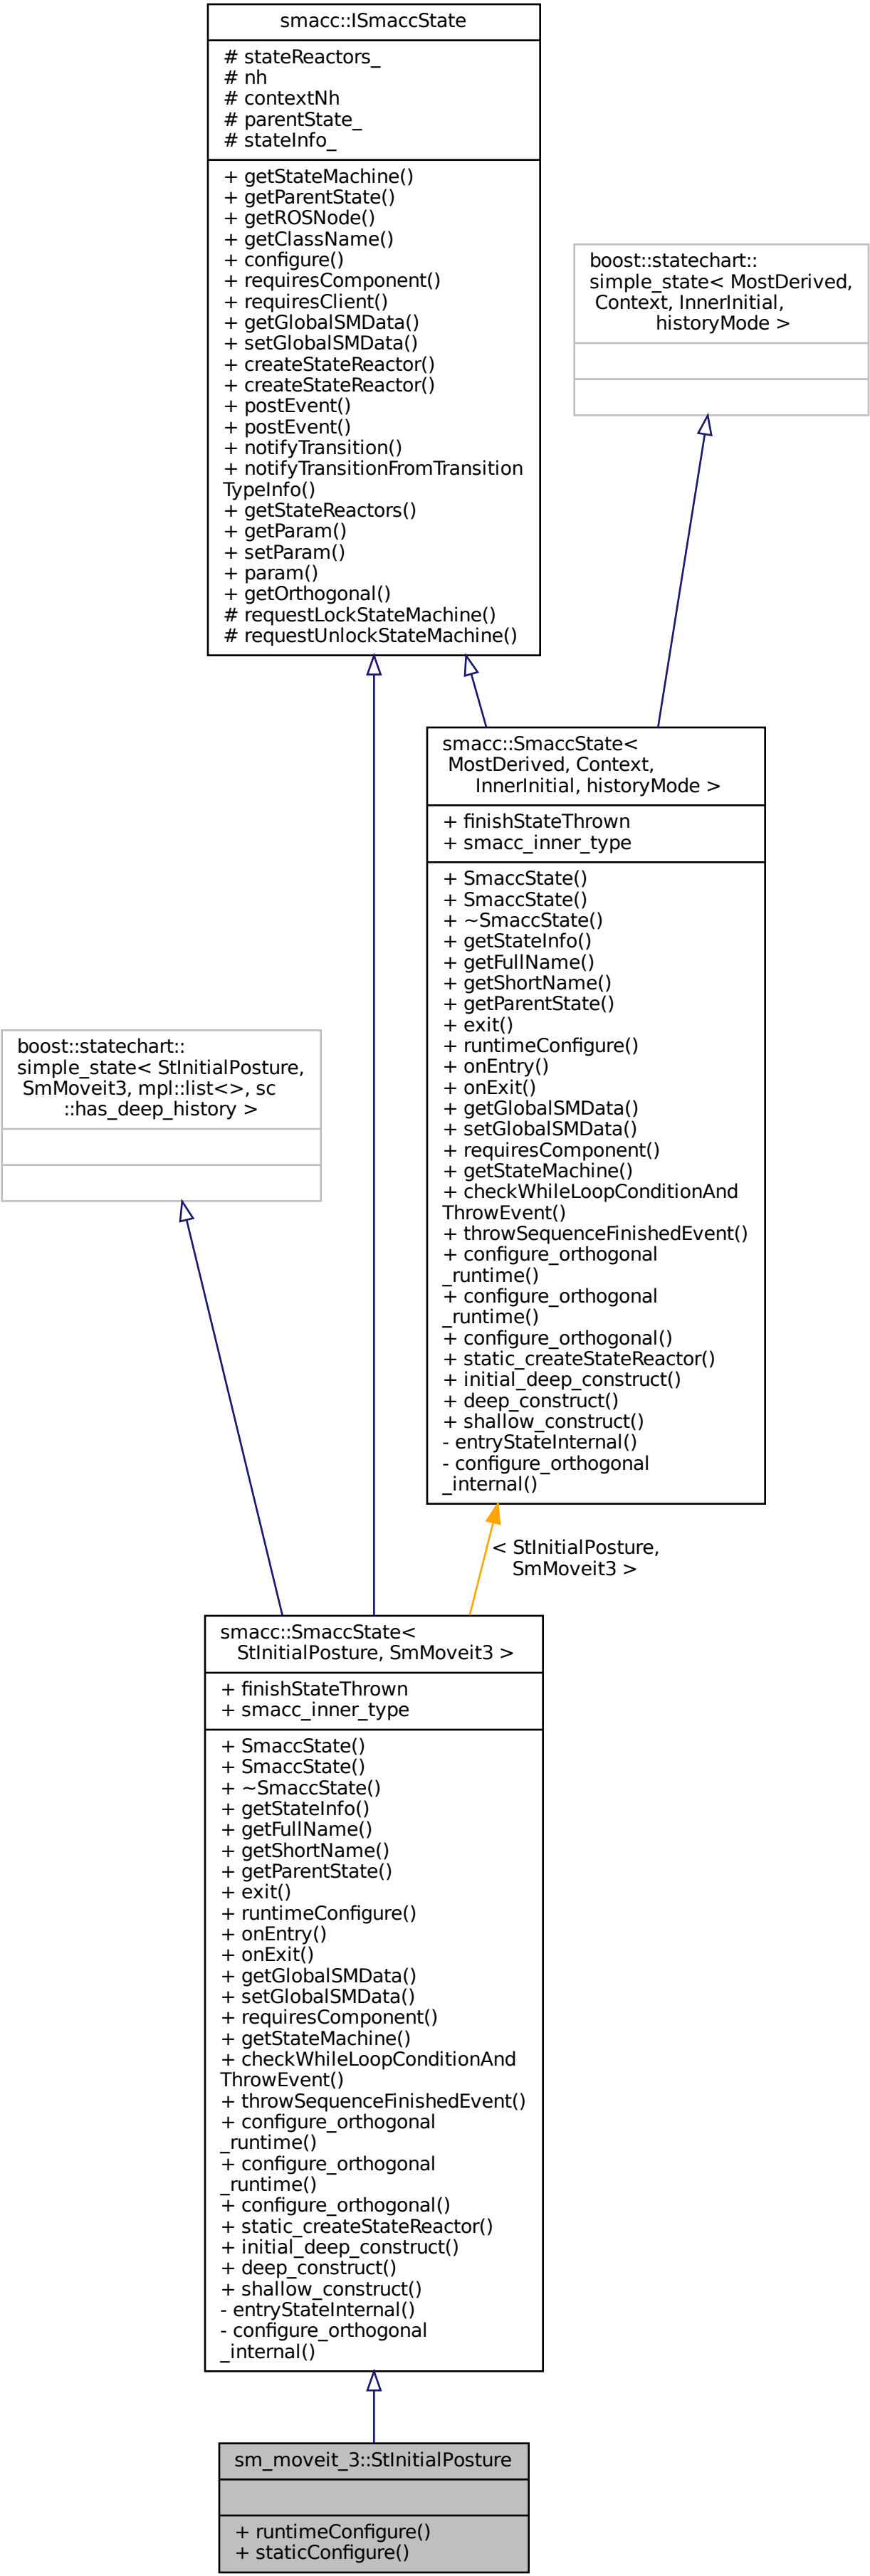 smacc::ISmaccState
# stateReactors_
# nh
# contextNh
# parentState_
# stateInfo_
+ getStateMachine()
+ getParentState()
+ getROSNode()
+ getClassName()
+ configure()
+ requiresComponent()
+ requiresClient()
+ getGlobalSMData()
+ setGlobalSMData()
+ createStateReactor()
+ createStateReactor()
+ postEvent()
+ postEvent()
+ notifyTransition()
+ notifyTransitionFromTransition
TypeInfo()
+ getStateReactors()
+ getParam()
+ setParam()
+ param()
+ getOrthogonal()
# requestLockStateMachine()
# requestUnlockStateMachine()
boost::statechart::
simple_state< MostDerived,
Context, InnerInitial,
historyMode >
smacc::SmaccState<
MostDerived, Context,
InnerInitial, historyMode >
+ finishStateThrown
+ smacc_inner_type
+ SmaccState()
+ SmaccState()
+ ~SmaccState()
+ getStateInfo()
+ getFullName()
+ getShortName()
+ getParentState()
+ exit()
+ runtimeConfigure()
+ onEntry()
+ onExit()
+ getGlobalSMData()
+ setGlobalSMData()
+ requiresComponent()
+ getStateMachine()
+ checkWhileLoopConditionAnd
ThrowEvent()
+ throwSequenceFinishedEvent()
+ configure_orthogonal
_runtime()
+ configure_orthogonal
_runtime()
+ configure_orthogonal()
+ static_createStateReactor()
+ initial_deep_construct()
+ deep_construct()
+ shallow_construct()
- entryStateInternal()
- configure_orthogonal
_internal()
boost::statechart::
simple_state< StInitialPosture,
SmMoveit3, mpl::list<>, sc
::has_deep_history >
< StInitialPosture,
SmMoveit3 >
smacc::SmaccState<
StInitialPosture, SmMoveit3 >
+ finishStateThrown
+ smacc_inner_type
+ SmaccState()
+ SmaccState()
+ ~SmaccState()
+ getStateInfo()
+ getFullName()
+ getShortName()
+ getParentState()
+ exit()
+ runtimeConfigure()
+ onEntry()
+ onExit()
+ getGlobalSMData()
+ setGlobalSMData()
+ requiresComponent()
+ getStateMachine()
+ checkWhileLoopConditionAnd
ThrowEvent()
+ throwSequenceFinishedEvent()
+ configure_orthogonal
_runtime()
+ configure_orthogonal
_runtime()
+ configure_orthogonal()
+ static_createStateReactor()
+ initial_deep_construct()
+ deep_construct()
+ shallow_construct()
- entryStateInternal()
- configure_orthogonal
_internal()
sm_moveit_3::StInitialPosture
+ runtimeConfigure()
+ staticConfigure()